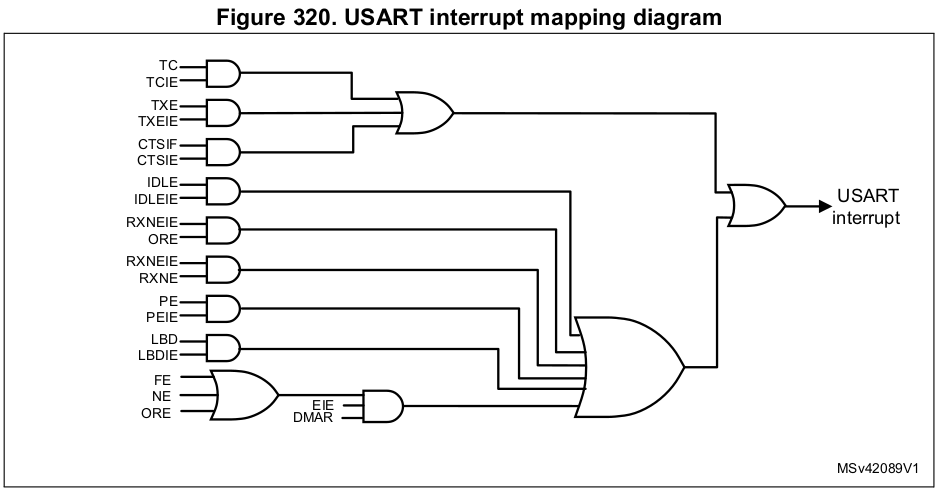 Figure 320. USART interrupt mapping diagram
TC
TCIE
TXE
TXEIE
CTSIF
CTSIE
IDLE
IDLEIE
RXNEIE
ORE
RXNEIE
RXNE
PE
PEIE
LBD
LBDIE
FE
NE
ORE
EIE
DMAR
USART
interrupt
MSv42089V1